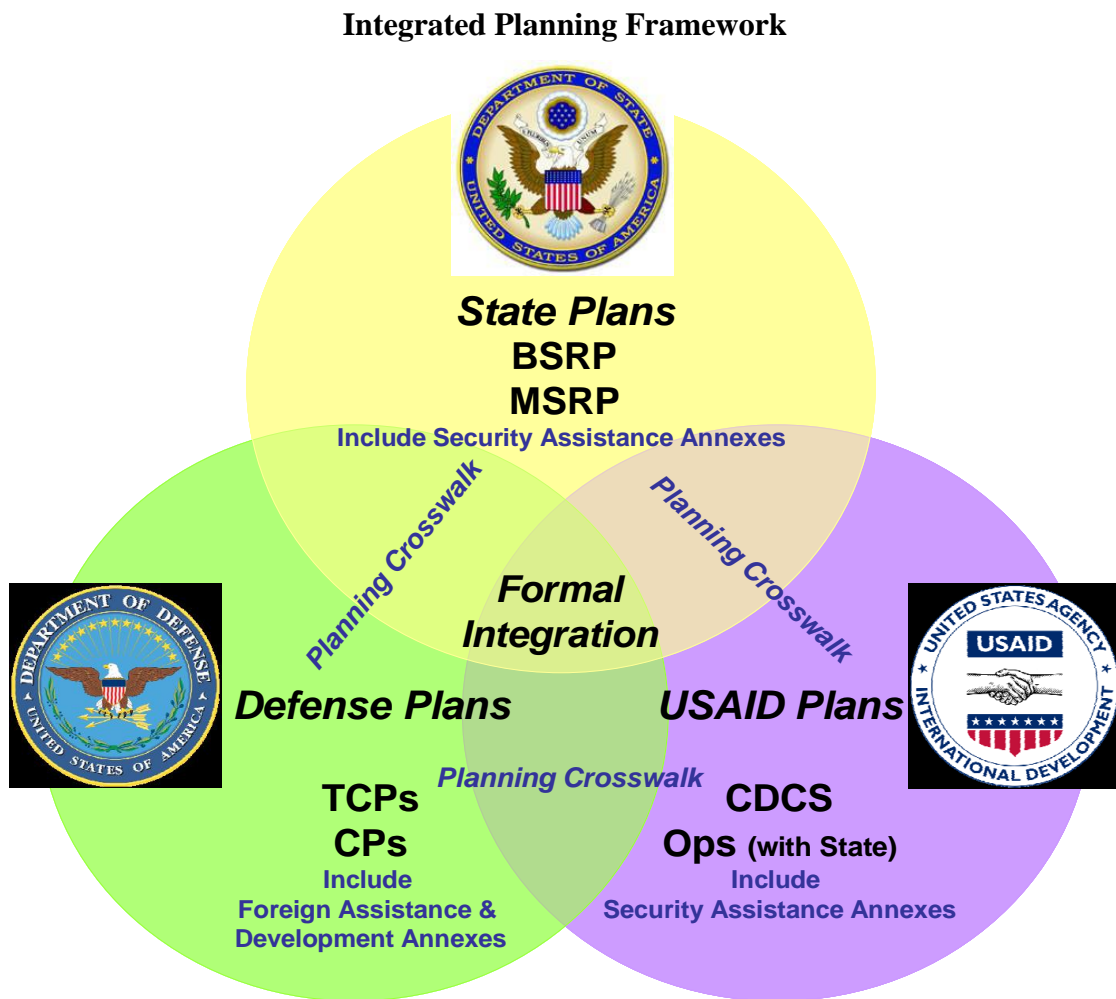 Integrated Planning Framework
DEPARTMENT OF STATE
UNITED STATES OF AMERICA
E PLURIBUS UNUM
State Plans
BSRP
MSRP
Include Security Assistance Annexes
Planning Crosswalk
Planning Crosswalk
Formal
Integration
DEPARTMENT OF DEFENSE
UNITED STATES OF AMERICA
UNITED STATES AGENCY
USAID
INTERNATIONAL DEVELOPMENT
Defense Plans
USAID Plans
Planning Crosswalk
TCPs
CPs
Include
Foreign Assistance &
Development Annexes
CDCS
Ops (with State)
Include
Security Assistance Annexes